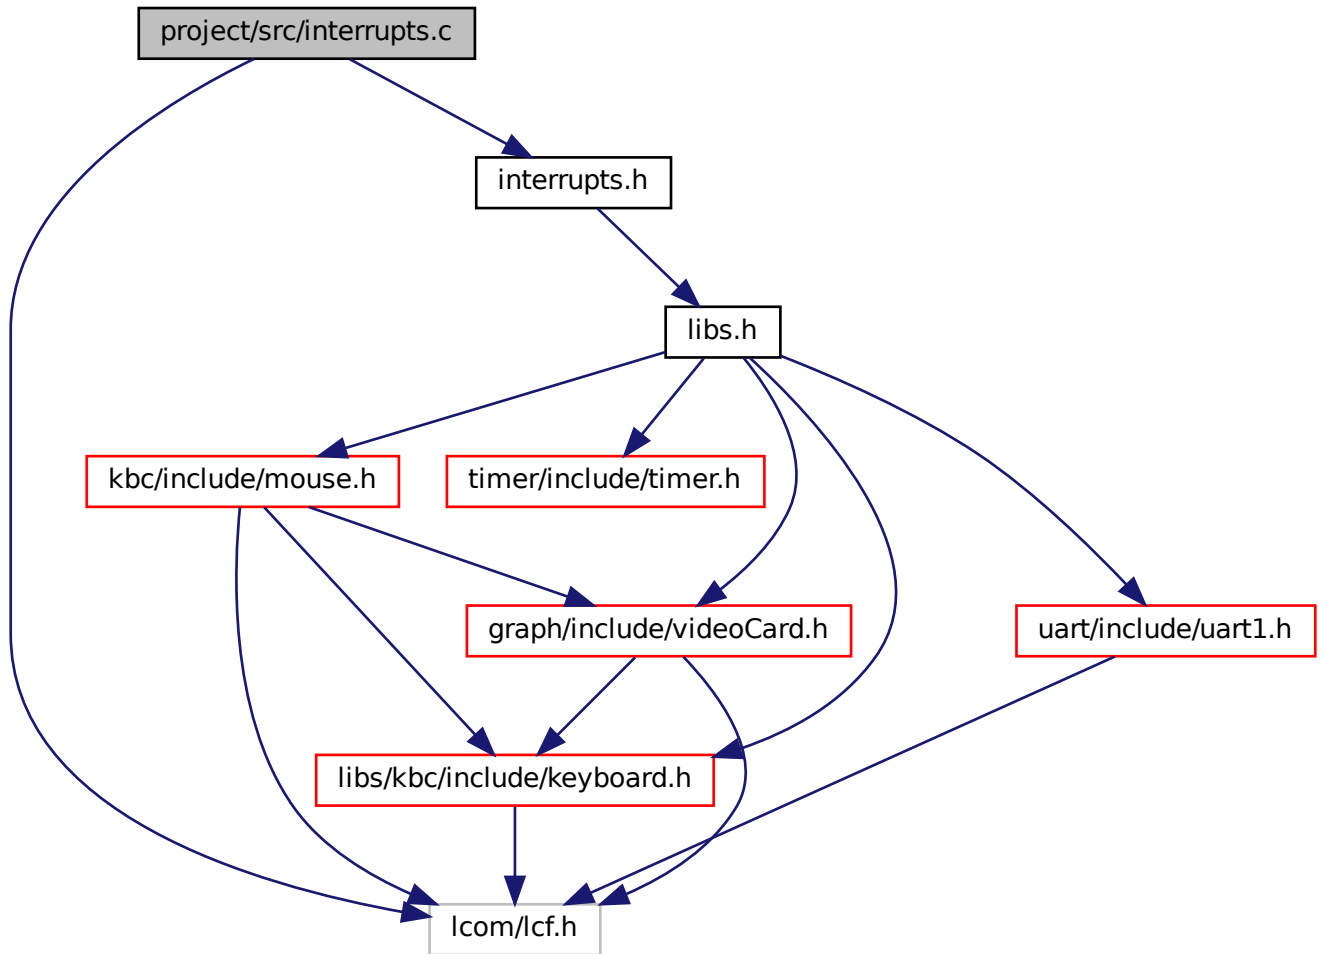 project/src/interrupts.c
interrupts.h
libs.h
kbc/include/mouse.h
timer/include/timer.h
graph/include/videoCard.h
uart/include/uart1.h
libs/kbc/include/keyboard.h
lcom/lcf.h